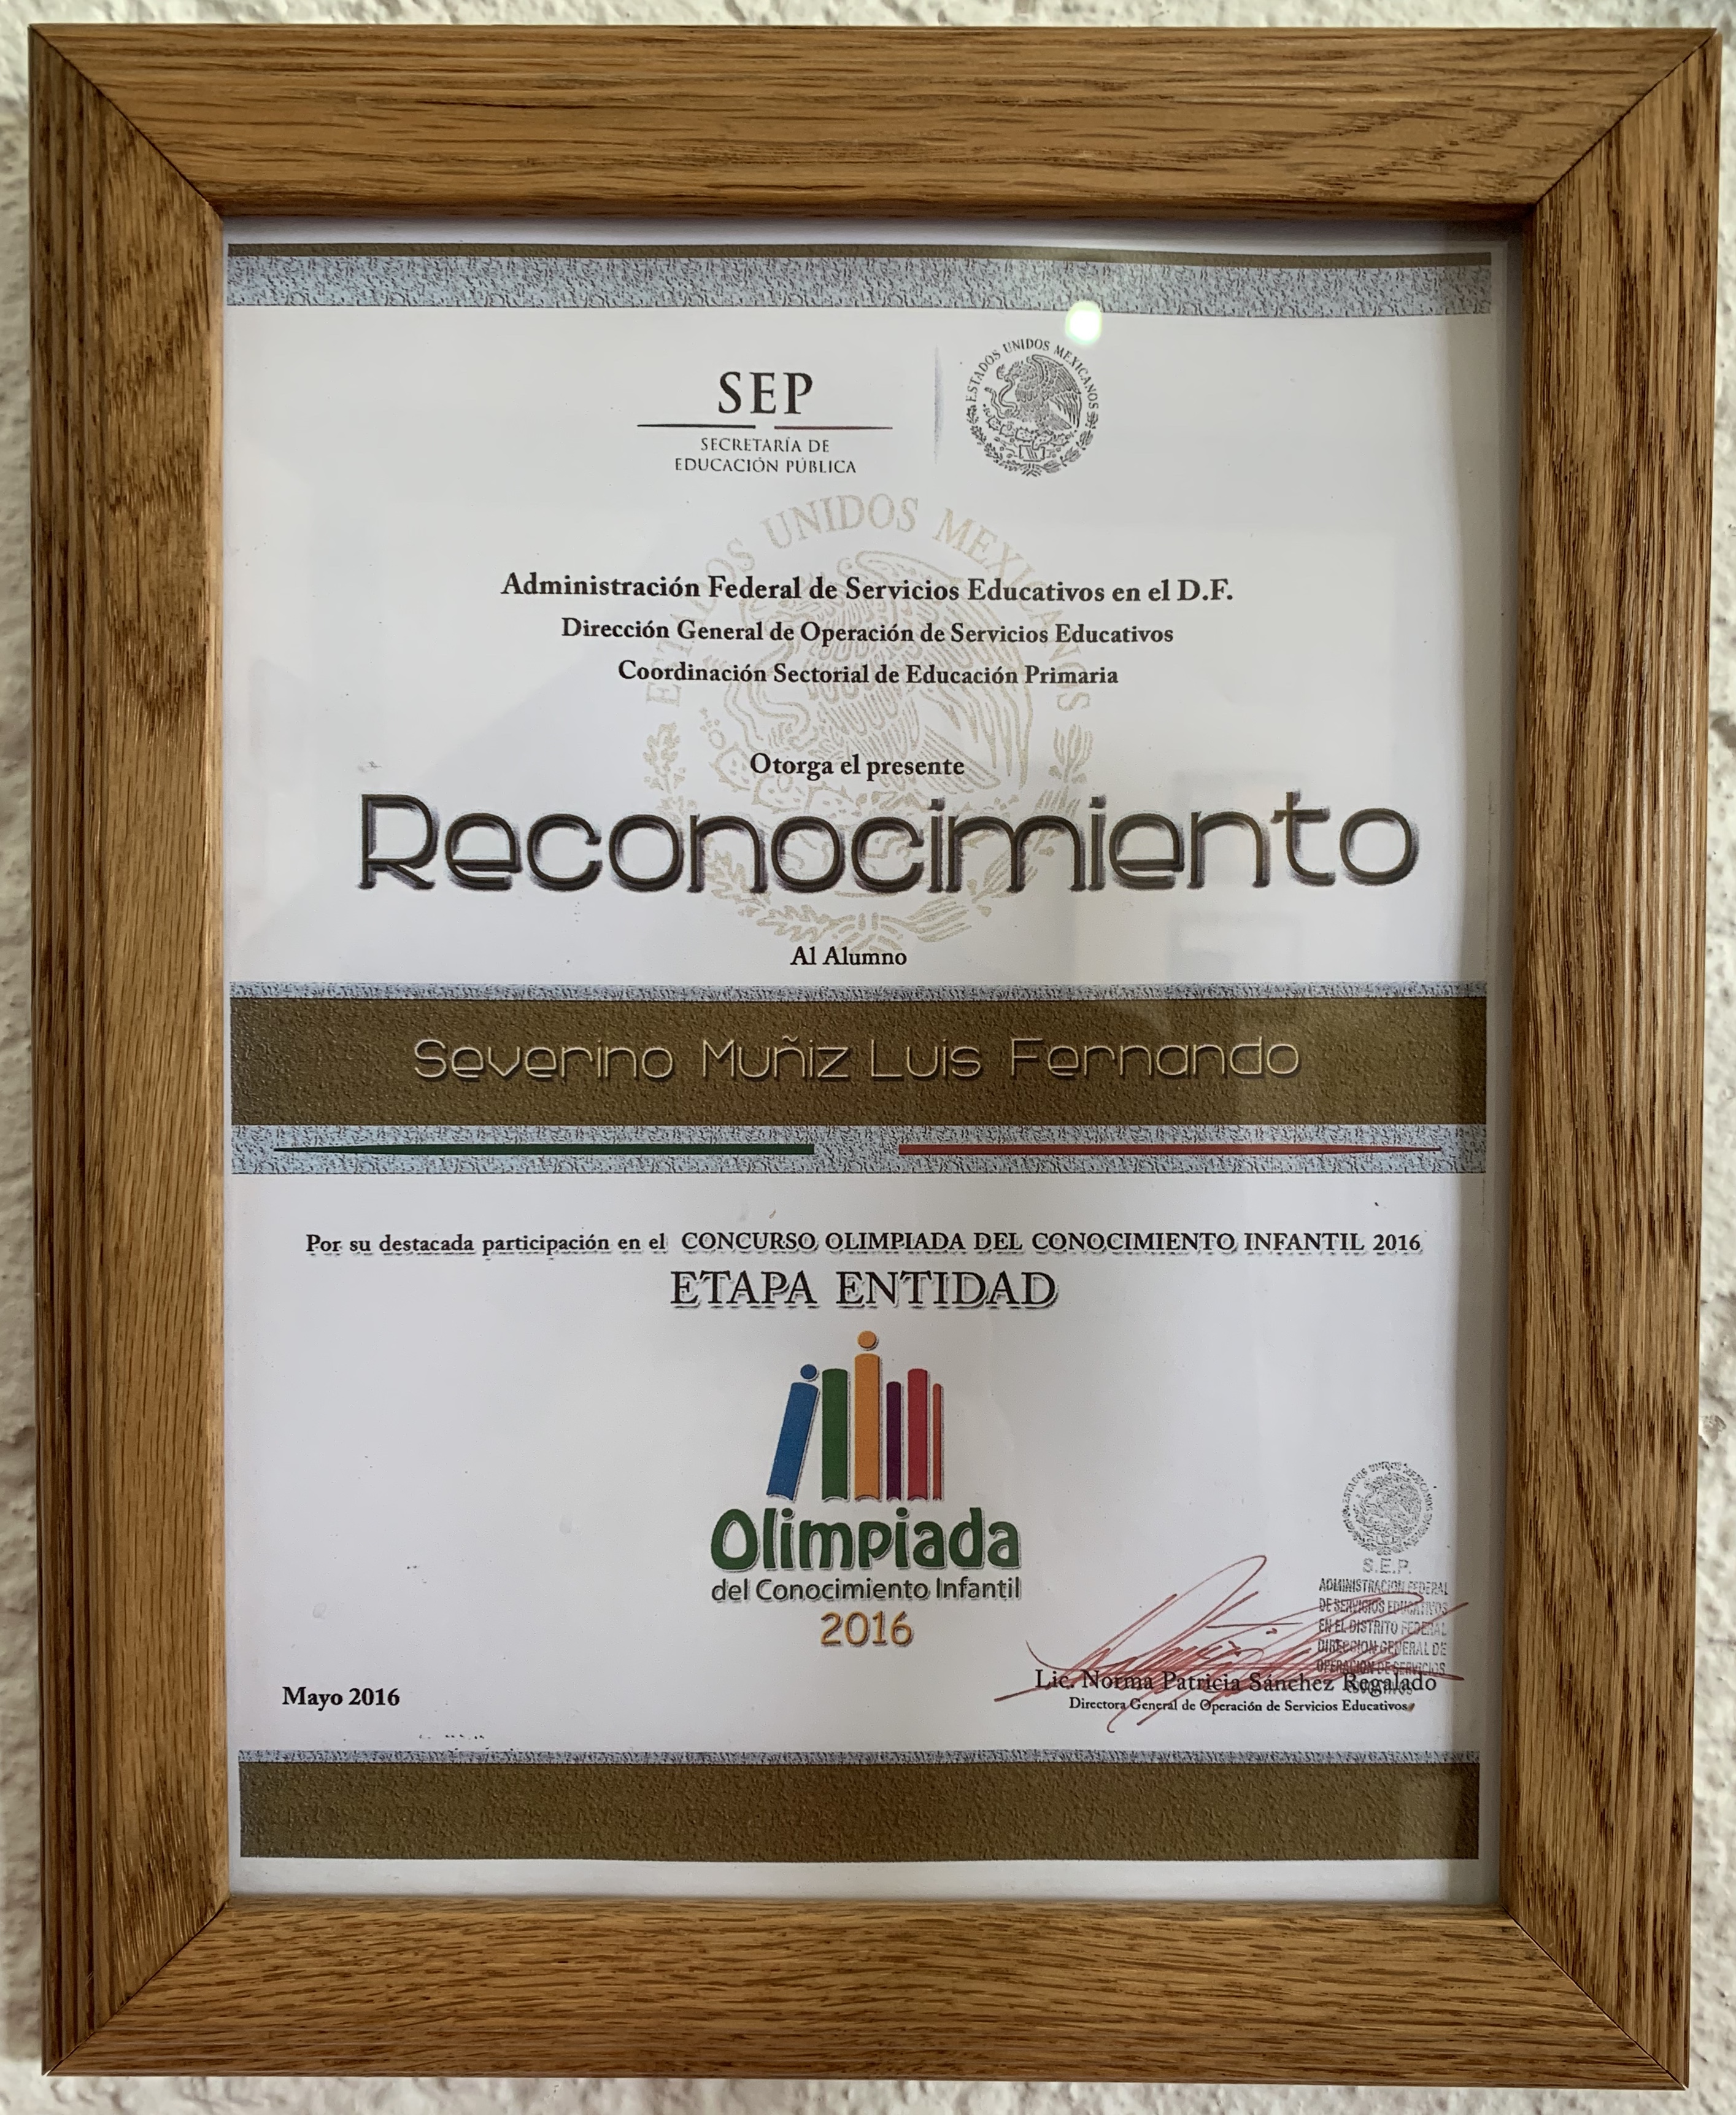 SEP
SECRETARÍA DE
EDUCACIÓN PÚBLICA
ESTADOS UNIDOS MEXICANOS
ESTADOS UNIDOS MEXICANOS
Administración Federal de Servicios Educativos en el D.F.
Dirección General de Operación de Servicios Educativos
Coordinación Sectorial de Educación Primaria
Otorga el presente
Reconocimiento
Al Alumno
Severino Muñiz Luis Fernando
Por su destacada participación en el CONCURSO OLIMPIADA DEL CONOCIMIENTO INFANTIL 2016
ETAPA ENTIDAD
Olimpiada
del Conocimiento Infantil
2016
ESTADOS UNIDOS MEXICANOS
S.E.P.
ADMINISTRACION FEDERAL
DE SERVICIOS EDUCATIVOS
EN EL DISTRITO FEDERAL
DIRECCION GENERAL DE
OPERACION DE SERVICIOS
Lic. Norma Patricia Sánchez Regalado
Directora General de Operación de Servicios Educativos
Mayo 2016